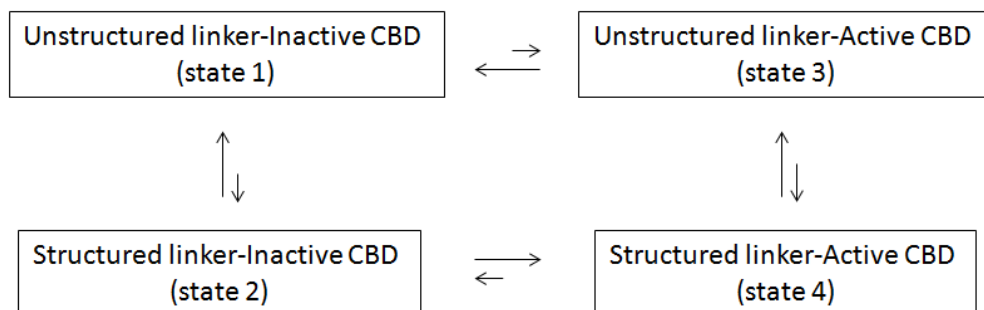 Unstructured linker-Inactive CBD
(state 1)
Unstructured linker-Active CBD
(state 3)
Structured linker-Inactive CBD
(state 2)
Structured linker-Active CBD
(state 4)